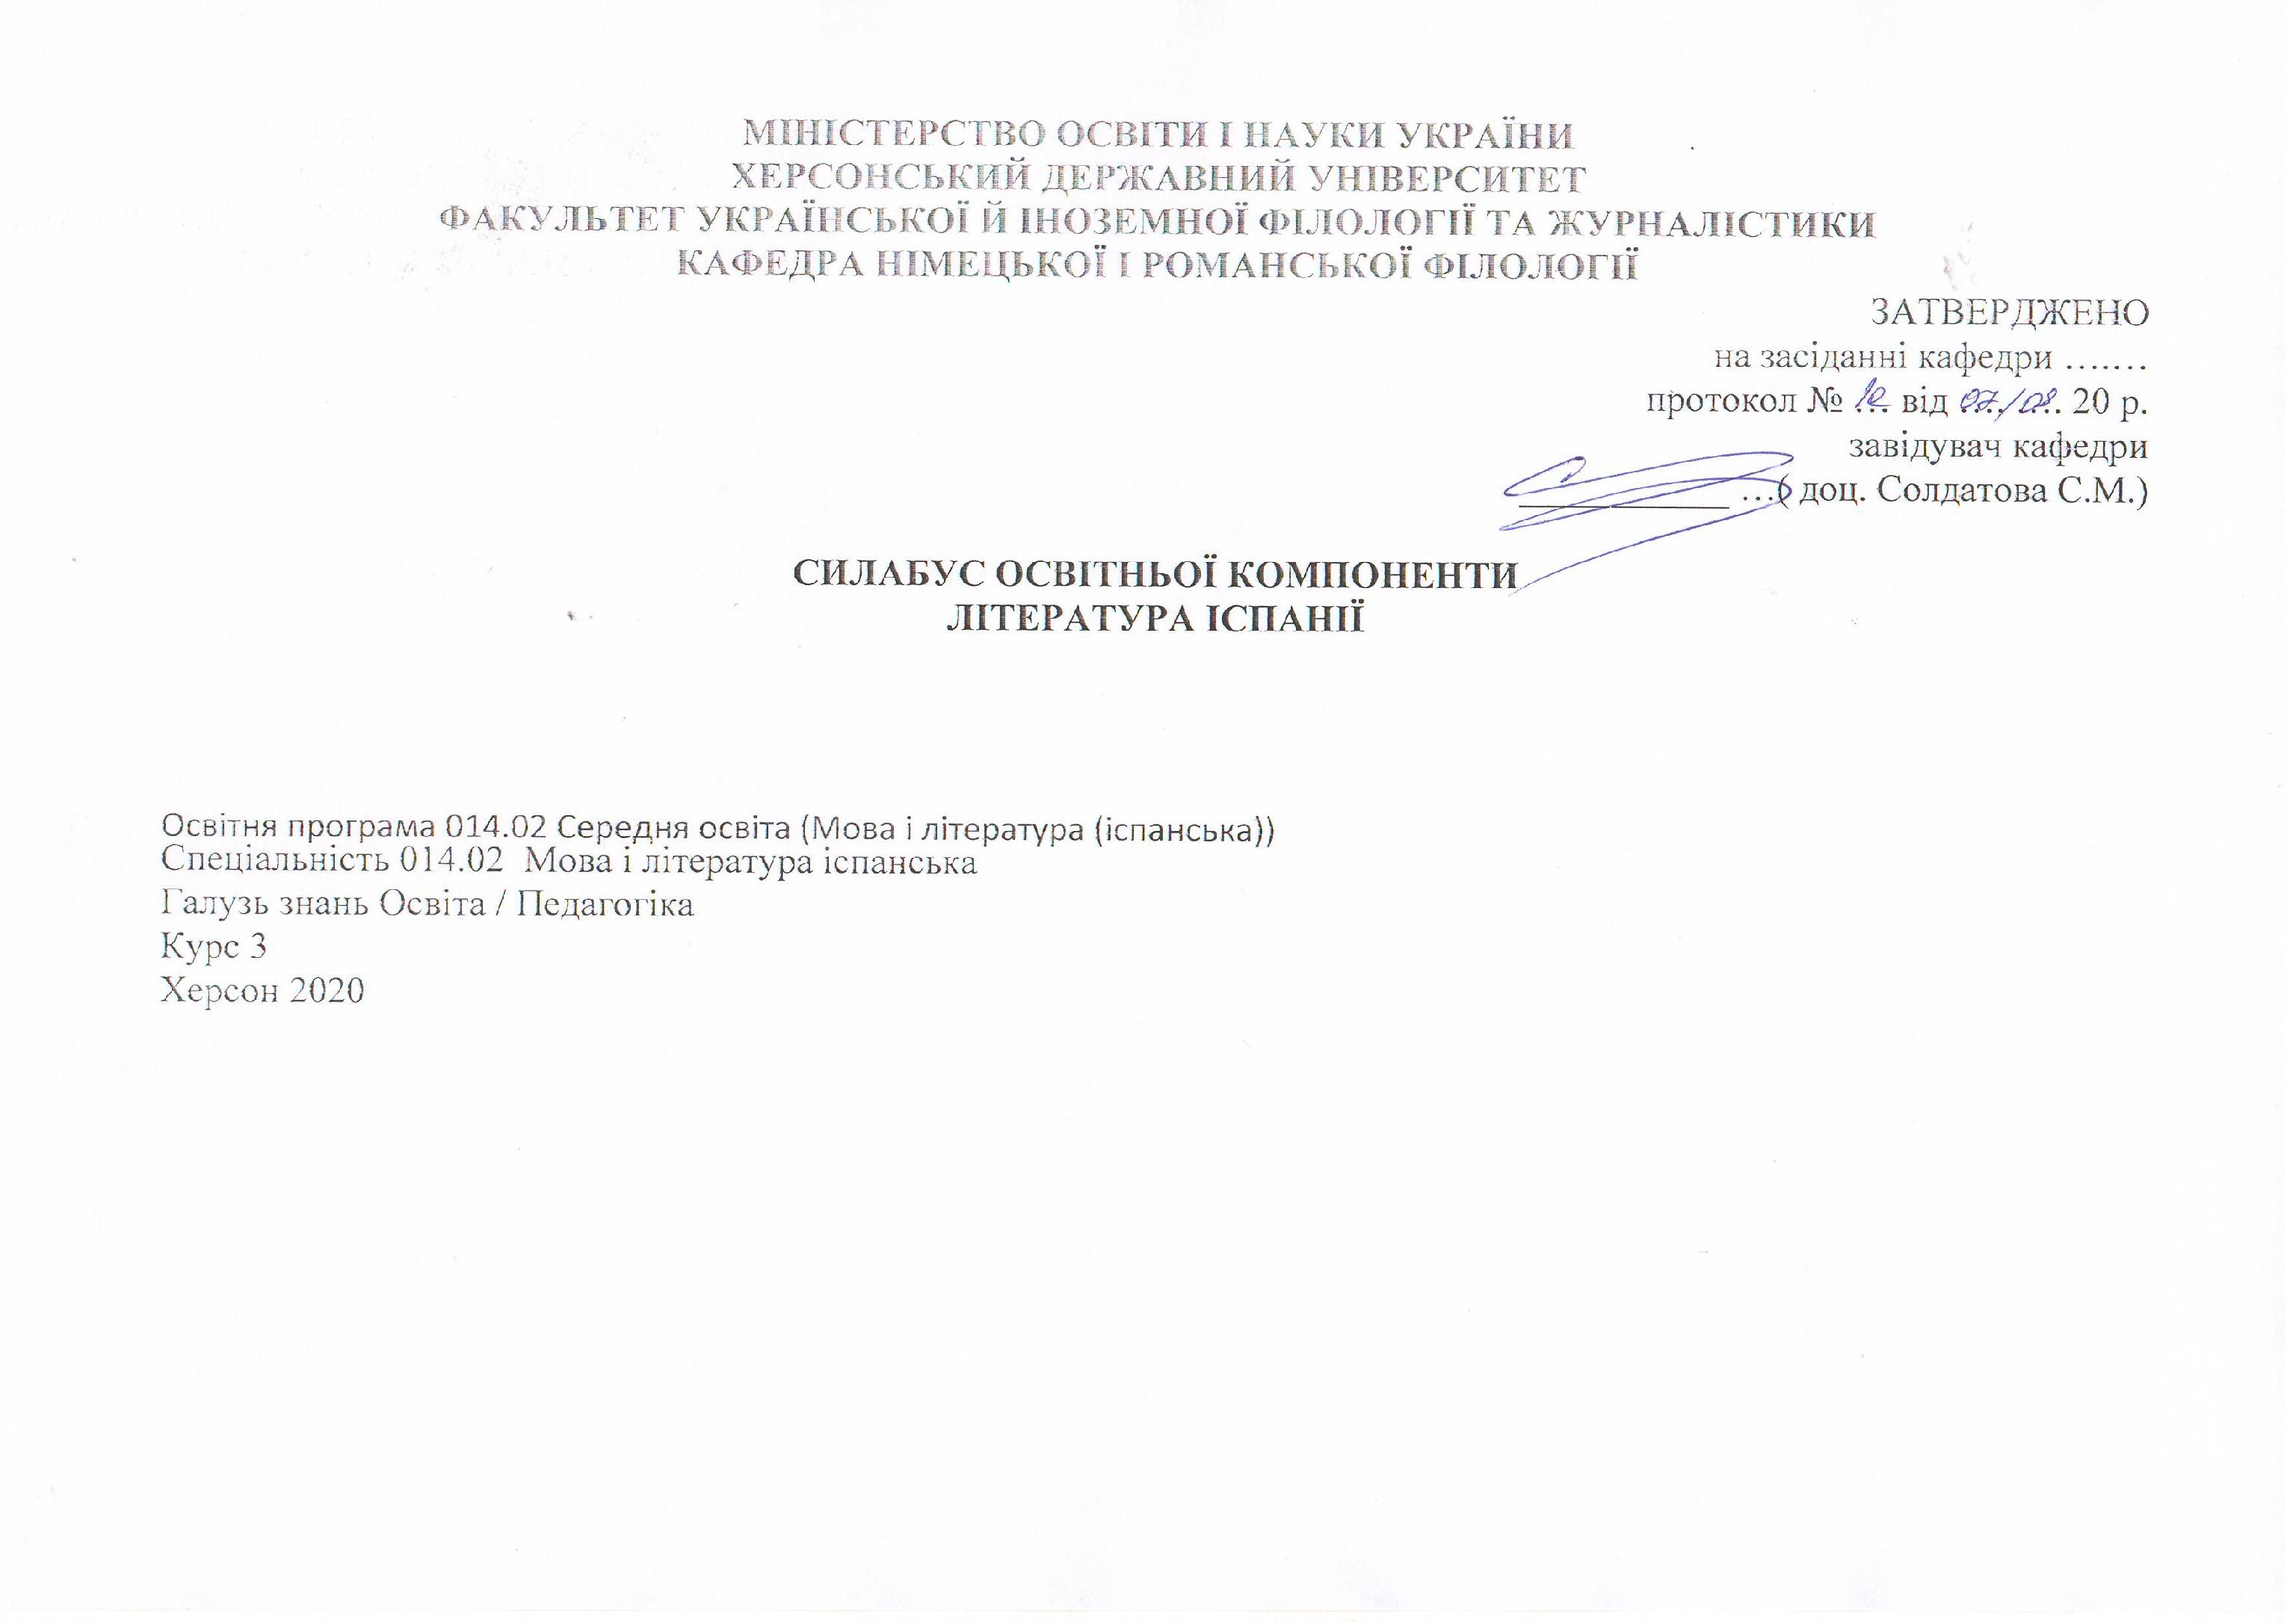 МІНІСТЕРСТВО ОСВІТИ І НАУКИ УКРАЇНИ
ХЕРСОНСЬКИЙ ДЕРЖАВНИЙ УНІВЕРСИТЕТ
ФАКУЛЬТЕТ УКРАЇНСЬКОЇ Й ІНОЗЕМНОЇ ФІЛОЛОГІЇ ТА ЖУРНАЛІСТИКИ
КАФЕДРА НІМЕЦЬКОЇ І РОМАНСЬКОЇ ФІЛОЛОГІЇ
ЗАТВЕРДЖЕНО
на засіданні кафедри …….
протокол № від 20 р.
завідувач кафедри
___________ …( доц. Солдатова С.М.)
СИЛАБУС ОСВІТНЬОЇ КОМПОНЕНТИ
ЛІТЕРАТУРА ІСПАНІЇ
Освітня програма 014.02 Середня освіта (Мова і література (іспанська))
Спеціальність 014.02 Мова і література іспанська
Галузь знань Освіта / Педагогіка
Курс 3
Херсон 2020